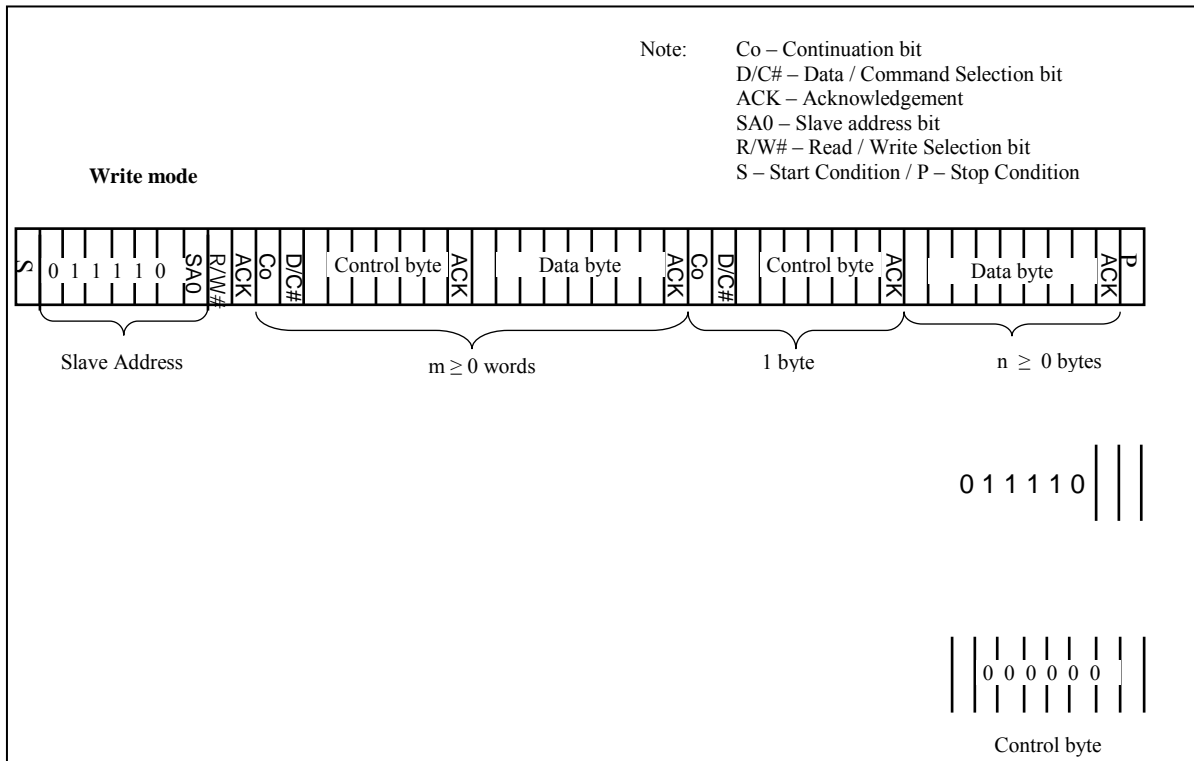 Note: Co – Continuation bit
D/C# – Data / Command Selection bit
ACK – Acknowledgement
SA0 – Slave address bit
R/W# – Read / Write Selection bit
S – Start Condition / P – Stop Condition
Write mode
S 0 1 1 1 1 0 SA0 R/W# ACK Co D/C# Control byte ACK Data byte ACK Co D/C# Control byte ACK Data byte ACK P
Slave Address m ≥ 0 words 1 byte n ≥ 0 bytes
0 1 1 1 1 0
0 0 0 0 0 0
Control byte